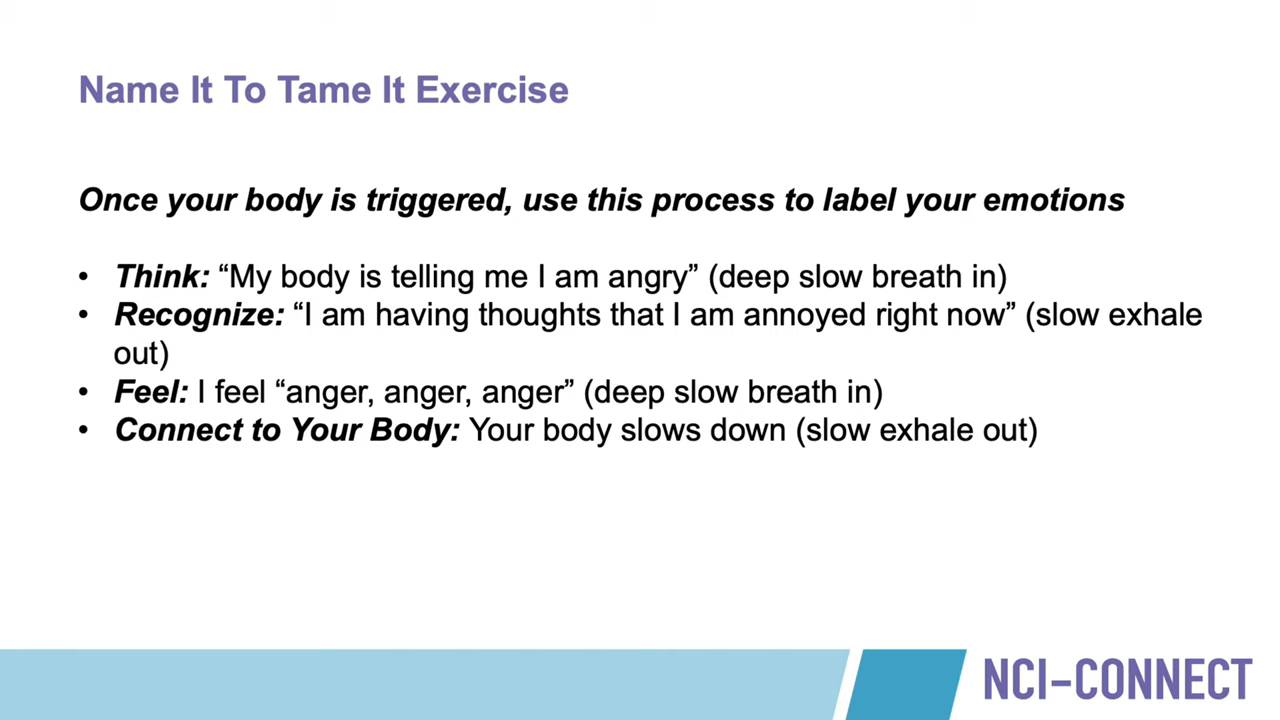 Name It To Tame It Exercise
Once your body is triggered, use this process to label your emotions
• Think: “My body is telling me I am angry” (deep slow breath in)
• Recognize: “I am having thoughts that I am annoyed right now” (slow exhale
out)
• Feel: I feel “anger, anger, anger” (deep slow breath in)
• Connect to Your Body: Your body slows down (slow exhale out)
NCI–CONNECT